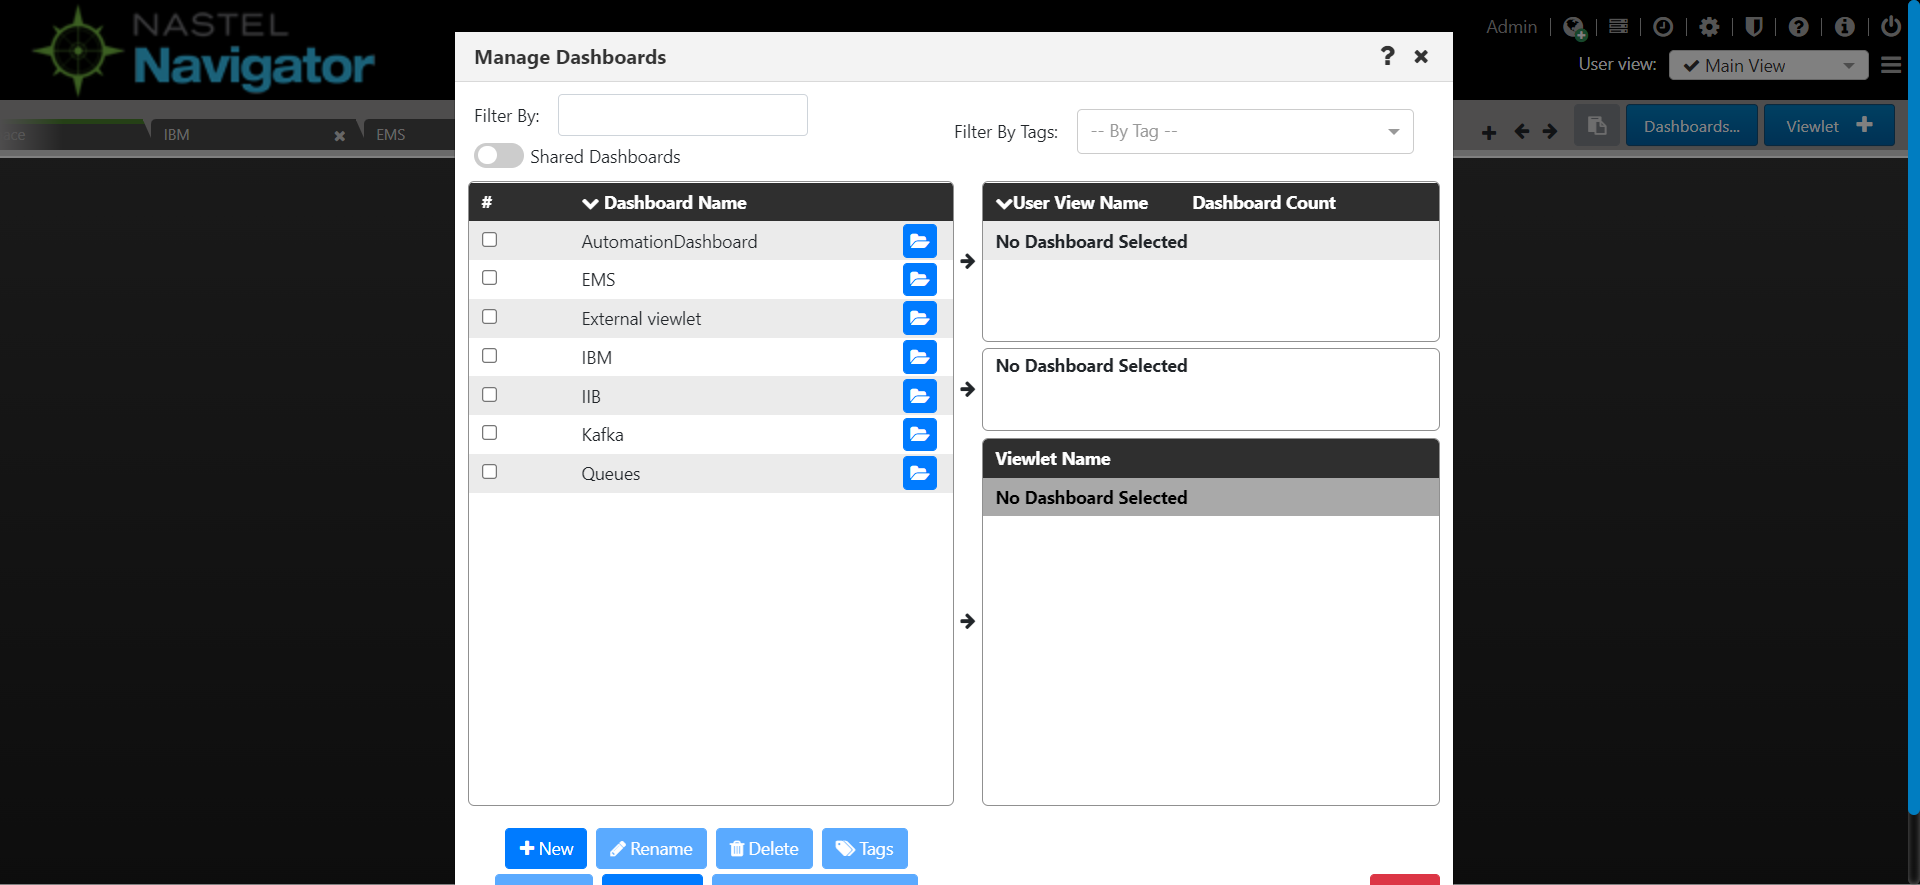 NASTEL
Navigator
Admin
User view:
Main View
IBM
EMS
Dashboards...
Viewlet
Manage Dashboards
Filter By:
Filter By Tags:
-- By Tag --
Shared Dashboards
#
Dashboard Name
AutomationDashboard
EMS
External viewlet
IBM
IIB
Kafka
Queues
User View Name
Dashboard Count
No Dashboard Selected
No Dashboard Selected
Viewlet Name
No Dashboard Selected
New
Rename
Delete
Tags